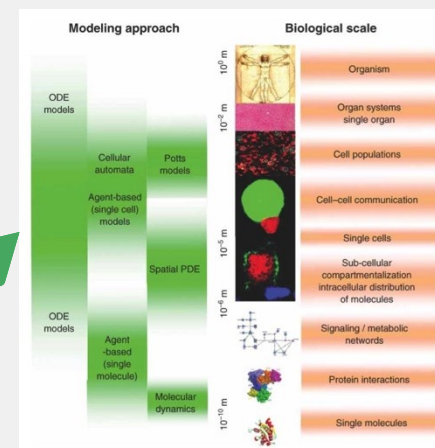 Modeling approach
Biological scale
ODE
models
Cellular
automata
Agent-based
(single cell)
models
Potts
models
Spatial PDE
ODE
models
Agent
-based
(single
molecule)
Molecular
dynamics
10⁰ m
10⁻² m
10⁻⁵ m
10⁻⁶ m
10⁻¹⁰ m
Organism
Organ systems
single organ
Cell populations
Cell–cell communication
Single cells
Sub-cellular
compartmentalization
intracellular distribution
of molecules
Signaling / metabolic
networds
Protein interactions
Single molecules